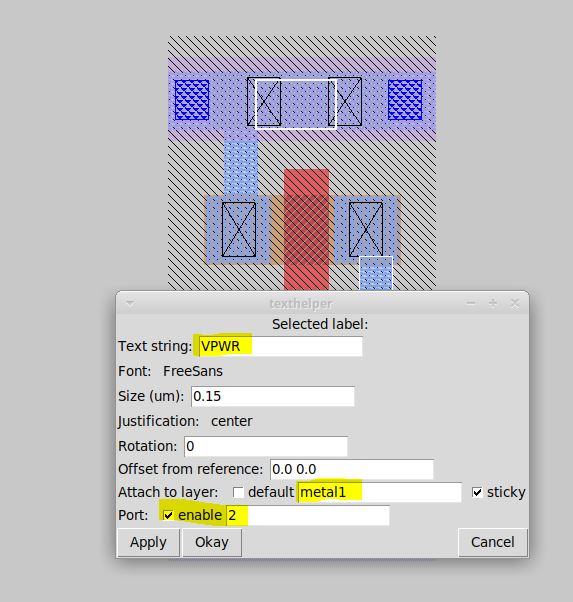 texthelper
Selected label:
Text string: VPWR
Font: FreeSans
Size (um): 0.15
Justification: center
Rotation: 0
Offset from reference: 0.0 0.0
Attach to layer: default metal1 sticky
Port: enable 2
Apply Okay Cancel